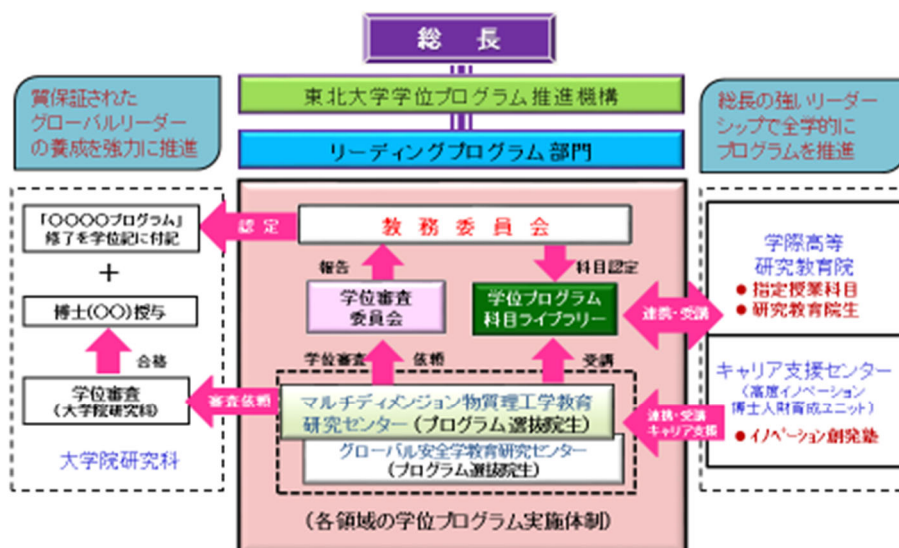 総 長
東北大学学位プログラム推進機構
リーディングプログラム部門
質保証された
グローバルリーダー
の養成を強力に推進
総長の強いリーダー
シップで全学的に
プログラムを推進
「〇〇〇〇プログラム」
修了を学位記に付記
+
博士(〇〇)授与
合格
学位審査
(大学院研究科)
大学院研究科
認 定
審査依頼
教 務 委 員 会
報告
科目認定
学位審査
委員会
学位プログラム
科目ライブラリー
学位審査 依頼
受講
マルチディメンジョン物質理工学教育
研究センター(プログラム選抜院生)
グローバル安全学教育研究センター
(プログラム選抜院生)
(各領域の学位プログラム実施体制)
連携・受講
連携・受講
キャリア支援
学際高等
研究教育院
● 指定授業科目
● 研究教育院生
キャリア支援センター
(高度イノベーション
博士人財育成ユニット)
● イノベーション創発塾